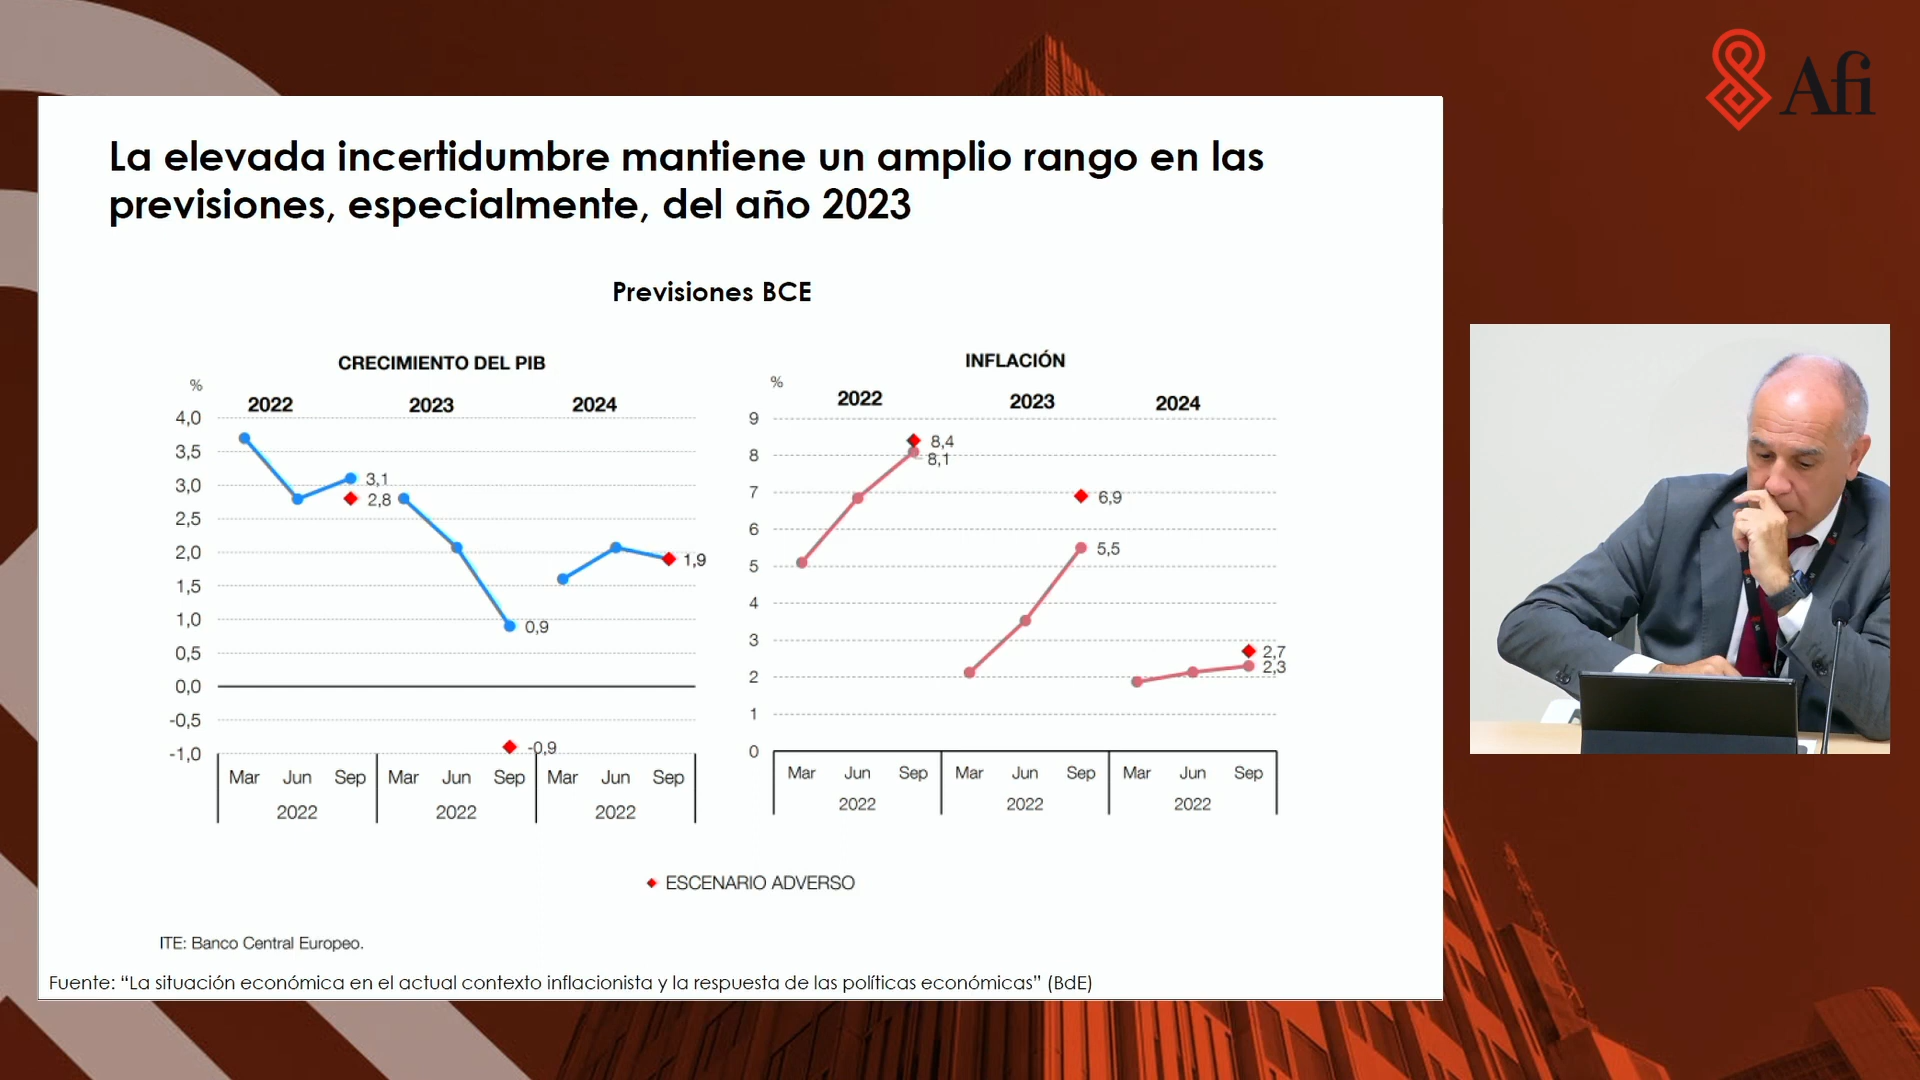 Afi
La elevada incertidumbre mantiene un amplio rango en las
previsiones, especialmente, del año 2023
Previsiones BCE
CRECIMIENTO DEL PIB
%
2022 2023 2024
4,0
3,5
3,0
2,5
2,0
1,5
1,0
0,5
0,0
-0,5
-1,0
3,1
2,8
0,9
-0,9
1,9
Mar Jun Sep Mar Jun Sep Mar Jun Sep
2022 2022 2022
INFLACIÓN
%
2022 2023 2024
9
8
7
6
5
4
3
2
1
0
8,4
8,1
6,9
5,5
2,7
2,3
Mar Jun Sep Mar Jun Sep Mar Jun Sep
2022 2022 2022
ESCENARIO ADVERSO
ITE: Banco Central Europeo.
Fuente: “La situación económica en el actual contexto inflacionista y la respuesta de las políticas económicas” (BdE)